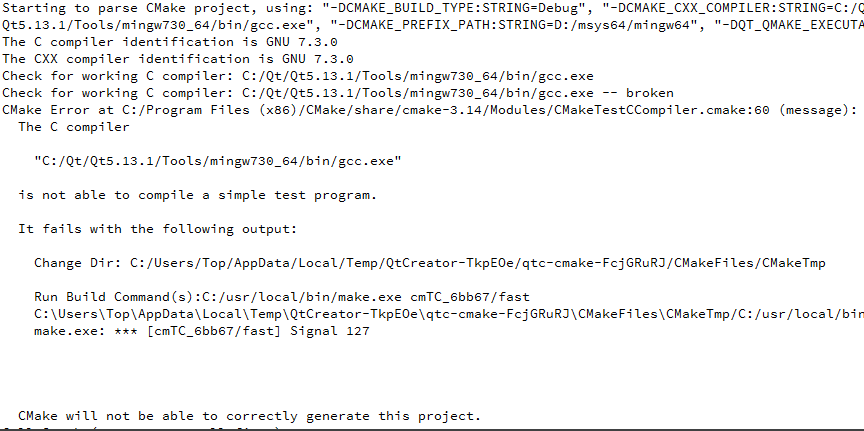 Starting to parse CMake project, using: "-DCMAKE_BUILD_TYPE:STRING=Debug", "-DCMAKE_CXX_COMPILER:STRING=C:/Q
Qt5.13.1/Tools/mingw730_64/bin/gcc.exe", "-DCMAKE_PREFIX_PATH:STRING=D:/msys64/mingw64", "-DQT_QMAKE_EXECUTA
The C compiler identification is GNU 7.3.0
The CXX compiler identification is GNU 7.3.0
Check for working C compiler: C:/Qt/Qt5.13.1/Tools/mingw730_64/bin/gcc.exe
Check for working C compiler: C:/Qt/Qt5.13.1/Tools/mingw730_64/bin/gcc.exe -- broken
CMake Error at C:/Program Files (x86)/CMake/share/cmake-3.14/Modules/CMakeTestCCompiler.cmake:60 (message):
The C compiler
"C:/Qt/Qt5.13.1/Tools/mingw730_64/bin/gcc.exe"
is not able to compile a simple test program.
It fails with the following output:
Change Dir: C:/Users/Top/AppData/Local/Temp/QtCreator-TkpEOe/qtc-cmake-FcjGRuRJ/CMakeFiles/CMakeTmp
Run Build Command(s):C:/usr/local/bin/make.exe cmTC_6bb67/fast
C:\Users\Top\AppData\Local\Temp\QtCreator-TkpEOe\qtc-cmake-FcjGRuRJ\CMakeFiles\CMakeTmp/C:/usr/local/bin
make.exe: *** [cmTC_6bb67/fast] Signal 127
CMake will not be able to correctly generate this project.